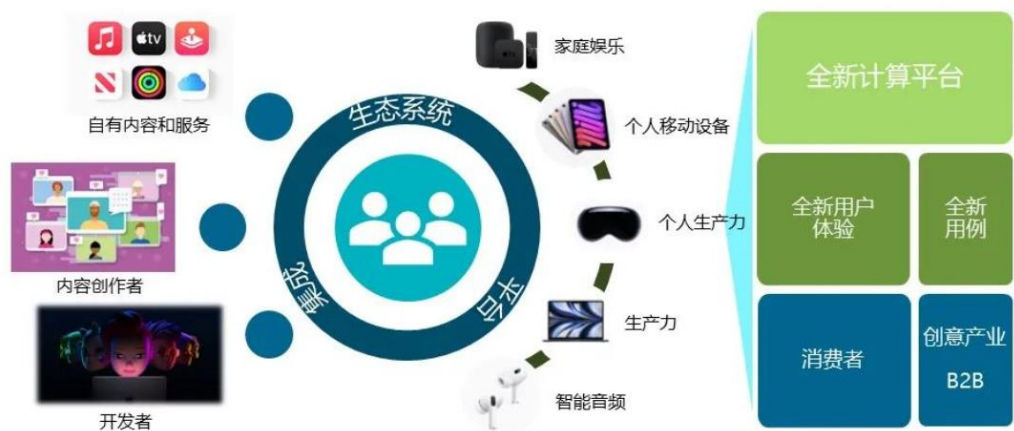 tv
自有内容和服务
内容创作者
开发者
生态系统
集成
平台
家庭娱乐
个人移动设备
个人生产力
生产力
智能音频
全新计算平台
全新用户
体验
全新
用例
消费者
创意产业
B2B